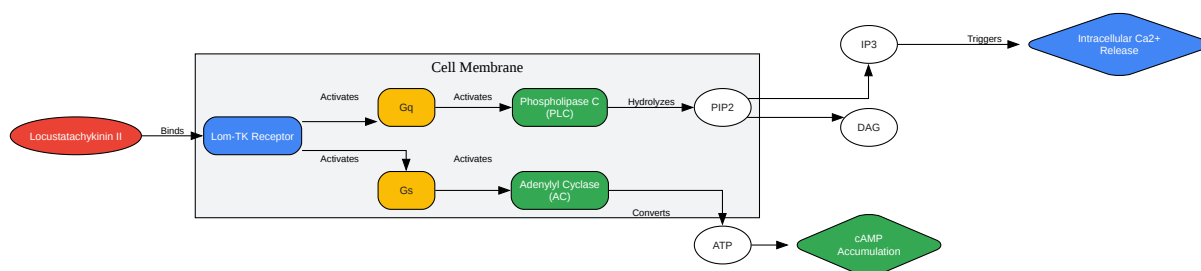 Cell Membrane
Locustatachykinin II
Binds
Lom-TK Receptor
Activates
Gq
Activates
Phospholipase C
(PLC)
Hydrolyzes
PIP2
IP3
Triggers
Intracellular Ca2+
Release
DAG
Activates
Gs
Activates
Adenylyl Cyclase
(AC)
Converts
ATP
cAMP
Accumulation